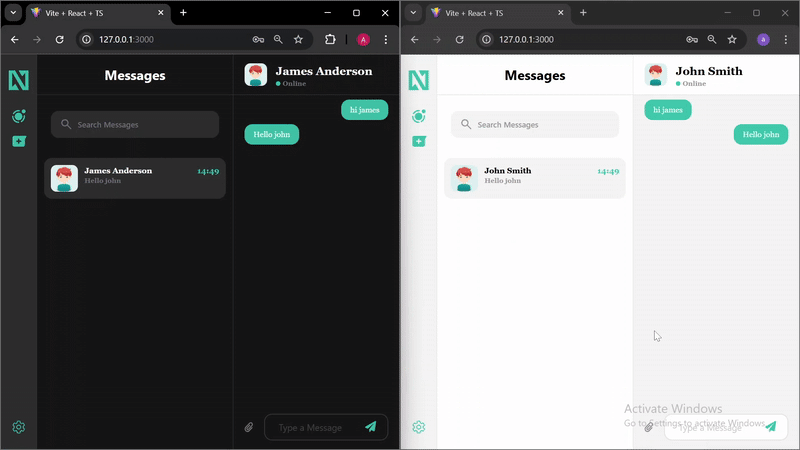 Vite + React + TS
127.0.0.1:3000
A
N
Messages
Search Messages
James Anderson
14:49
Hello john
James Anderson
Online
hi james
Hello john
Type a Message
Vite + React + TS
127.0.0.1:3000
a
N
Messages
Search Messages
John Smith
14:49
Hello john
John Smith
Online
hi james
Hello john
Type a Message
Activate Windows
Go to Settings to activate Windows.